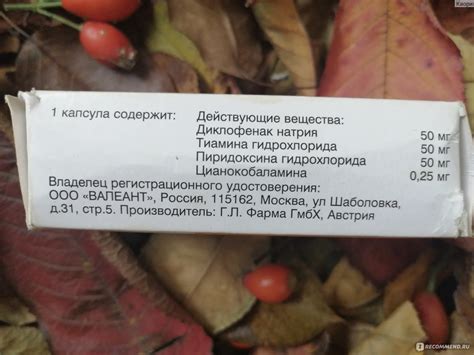 1 капсула содержит: Действующие вещества:
Диклофенак натрия 50 мг
Тиамина гидрохлорида 50 мг
Пиридоксина гидрохлорида 50 мг
Цианокобаламина 0,25 мг
Владелец регистрационного удостоверения:
ООО «ВАЛЕАНТ», Россия, 115162, Москва, ул Шаболовка,
д.31, стр.5. Производитель: Г.Л. Фарма ГмбХ, Австрия
IRECOMMEND.RU